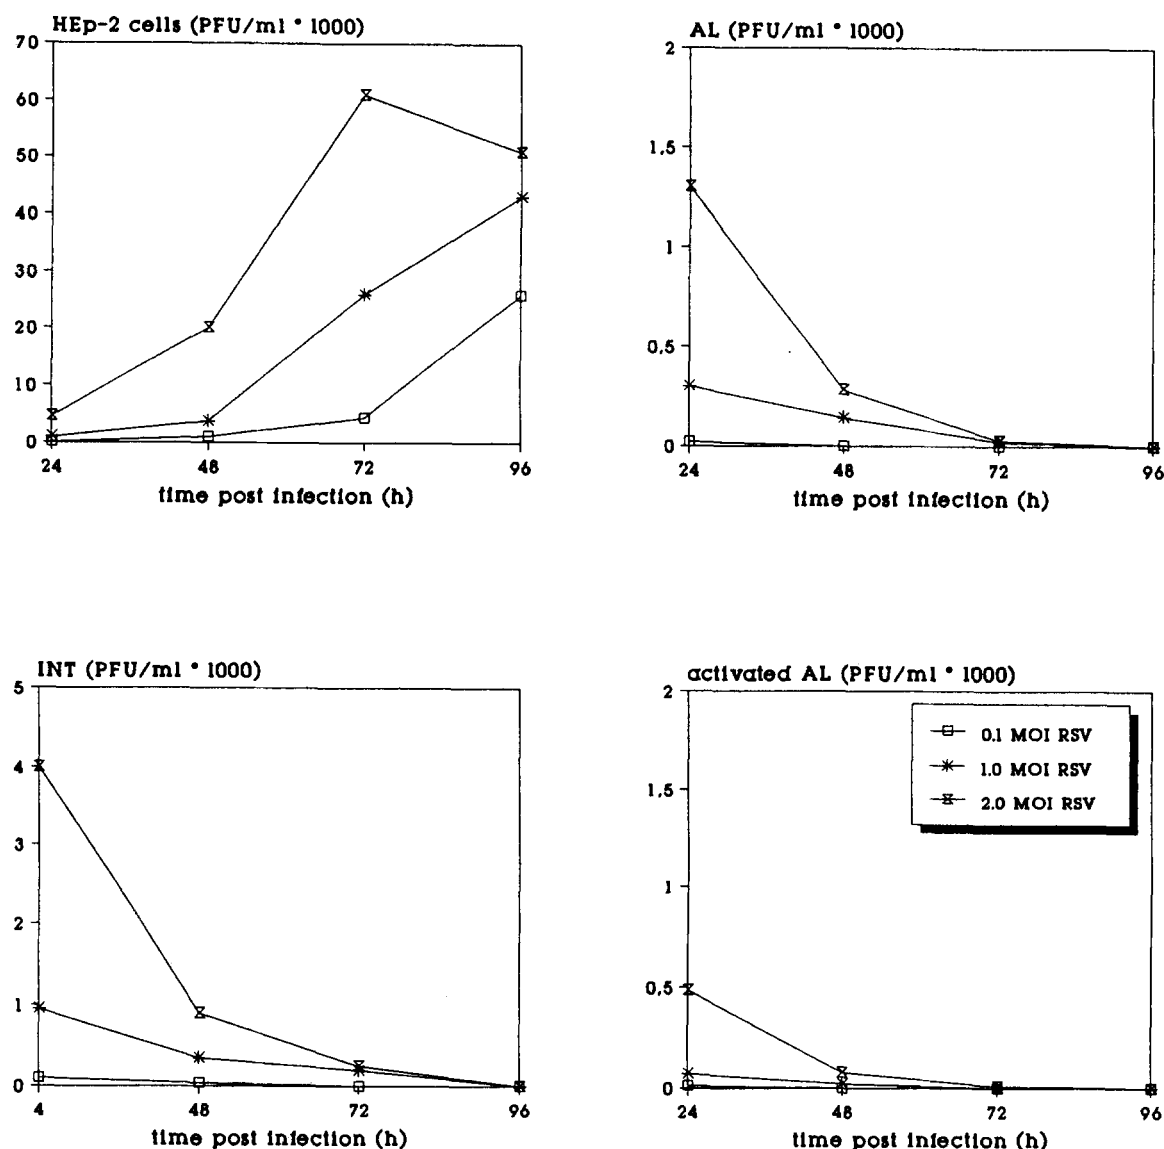 HEp-2 cells (PFU/ml * 1000)
70
60
50
40
30
20
10
0
24 48 72 96
time post infection (h)
AL (PFU/ml * 1000)
2
1,5
1
0,5
0
24 48 72 96
time post infection (h)
INT (PFU/ml * 1000)
5
4
3
2
1
0
4 48 72 96
time post infection (h)
activated AL (PFU/ml * 1000)
2
1,5
1
0,5
0
0.1 MOI RSV
1.0 MOI RSV
2.0 MOI RSV
24 48 72 96
time post infection (h)